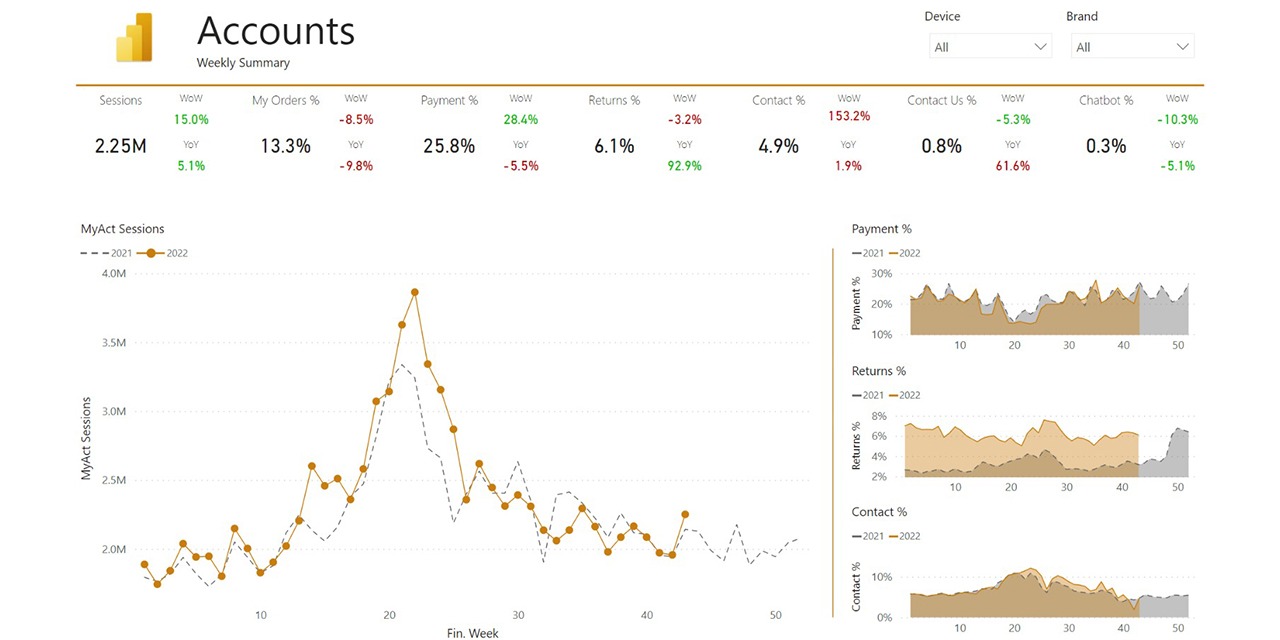 Accounts
Weekly Summary
Device
Brand
All
All
Sessions
2.25M
WoW
15.0%
YoY
5.1%
My Orders %
13.3%
WoW
-8.5%
YoY
-9.8%
Payment %
25.8%
WoW
28.4%
YoY
-5.5%
Returns %
6.1%
WoW
-3.2%
YoY
92.9%
Contact %
4.9%
WoW
153.2%
YoY
1.9%
Contact Us %
0.8%
WoW
-5.3%
YoY
61.6%
Chatbot %
0.3%
WoW
-10.3%
YoY
-5.1%
MyAct Sessions
2021 2022
4.0M
3.5M
3.0M
2.5M
2.0M
MyAct Sessions
10 20 30 40 50
Fin. Week
Payment %
2021 2022
30%
20%
10%
Payment %
10 20 30 40 50
Returns %
2021 2022
8%
6%
4%
2%
Returns %
10 20 30 40 50
Contact %
2021 2022
10%
0%
Contact %
10 20 30 40 50